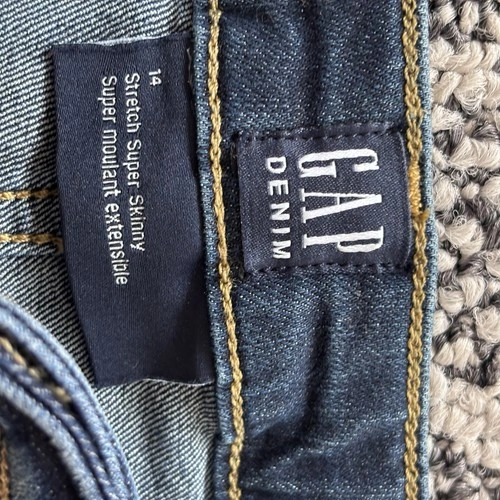 GAP
DENIM
14
Stretch Super Skinny
Super moulant extensible